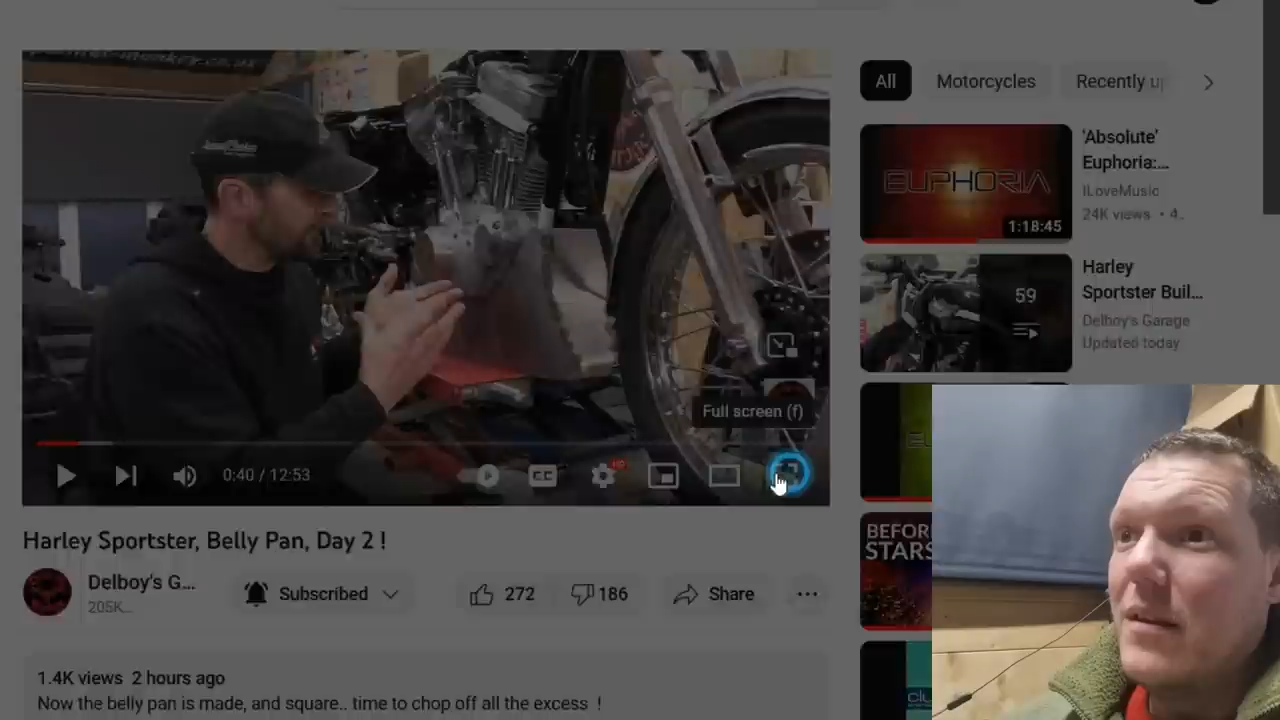 All
Motorcycles
Recently
'Absolute'
Euphoria:...
ILoveMusic
24K views • 4..
EUPHORIA
1:18:45
Harley
Sportster Buil...
59
Delboy's Garage
Updated today
Full screen (f)
0:40 / 12:53
CC
HD
Harley Sportster, Belly Pan, Day 2 !
Delboy's G...
205K...
Subscribed
272
186
Share
BEFOR
STARS
1.4K views 2 hours ago
Now the belly pan is made, and square.. time to chop off all the excess !